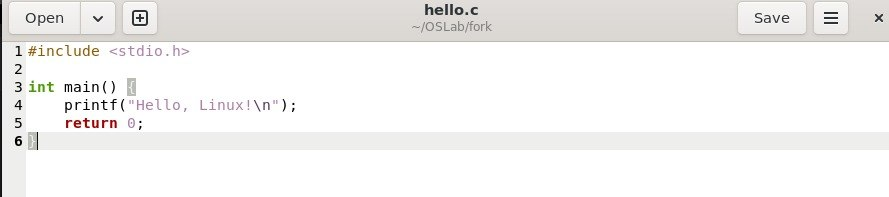 Open
hello.c
~/OSLab/fork
Save
1 #include <stdio.h>
2
3 int main() {
4     printf("Hello, Linux!\n");
5     return 0;
6 }